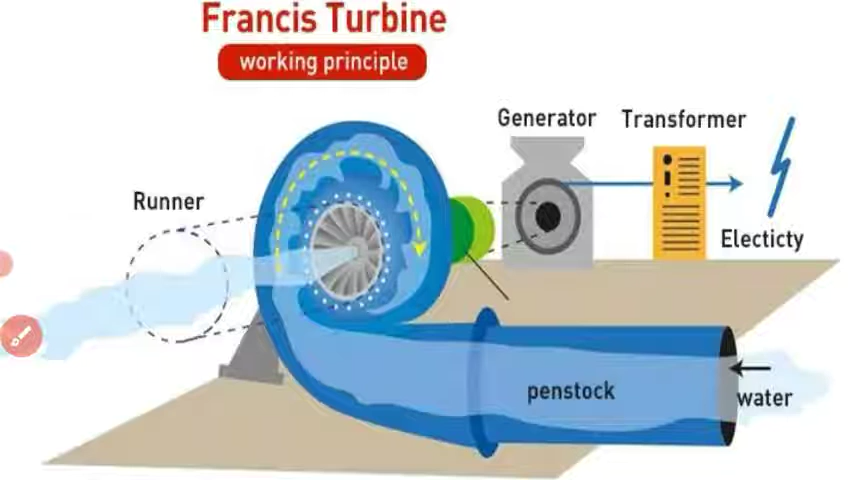 Francis Turbine
working principle
Generator
Transformer
Runner
Electicty
penstock
water